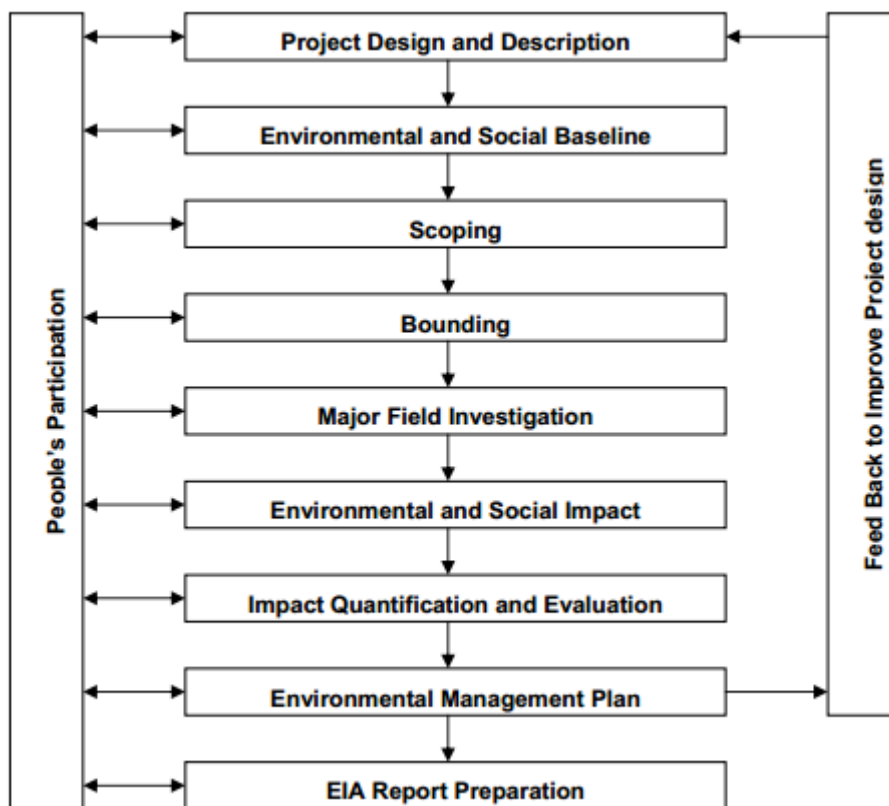 Project Design and Description
Environmental and Social Baseline
Scoping
Bounding
Major Field Investigation
Environmental and Social Impact
Impact Quantification and Evaluation
Environmental Management Plan
EIA Report Preparation
People's Participation
Feed Back to Improve Project design